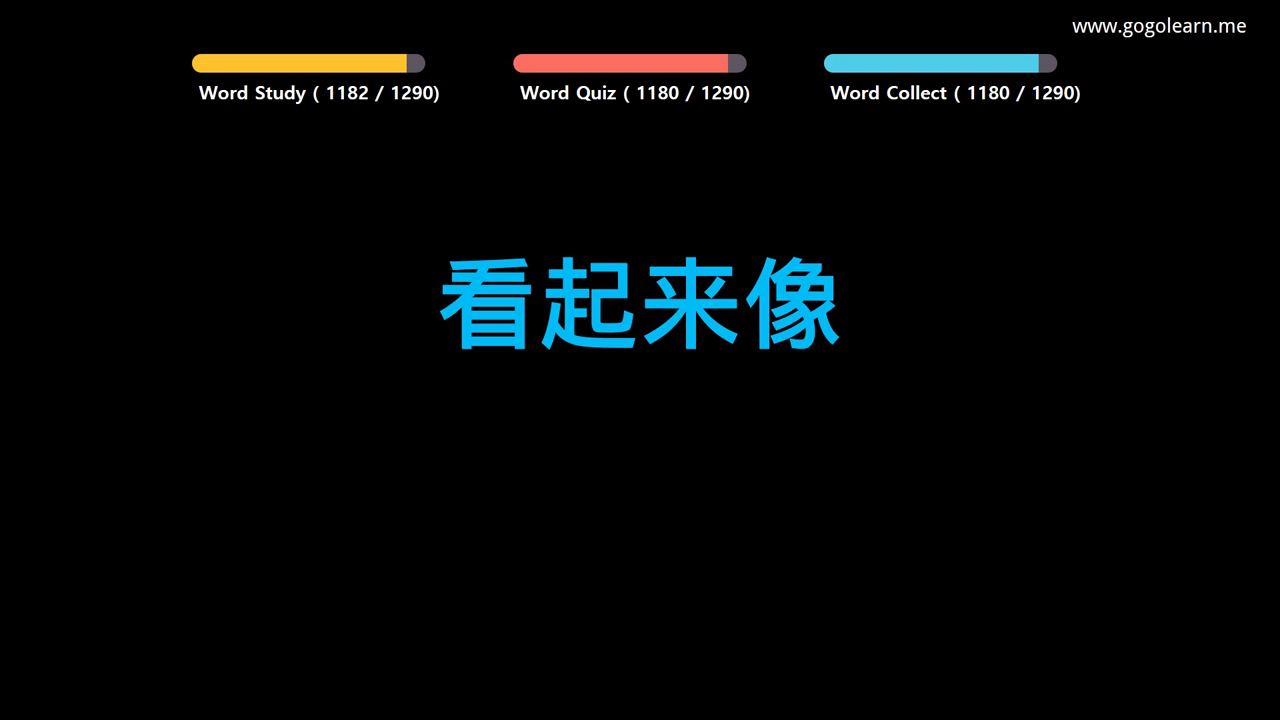 www.gogolearn.me
Word Study ( 1182 / 1290)
Word Quiz ( 1180 / 1290)
Word Collect ( 1180 / 1290)
看起来像